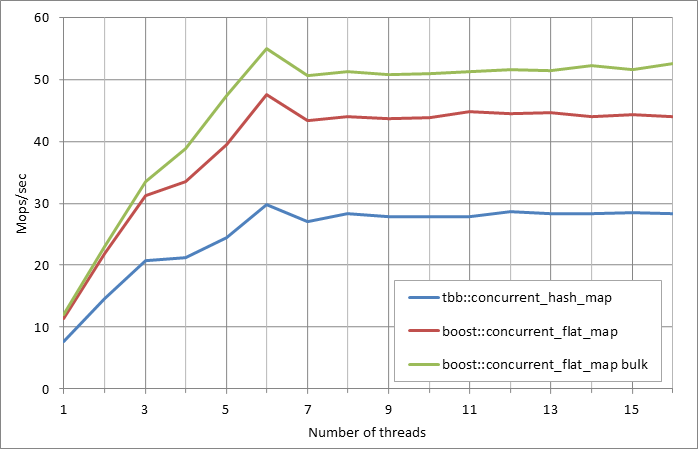 60
50
40
30
20
10
0
Mops/sec
1 3 5 7 9 11 13 15
Number of threads
tbb::concurrent_hash_map
boost::concurrent_flat_map
boost::concurrent_flat_map bulk